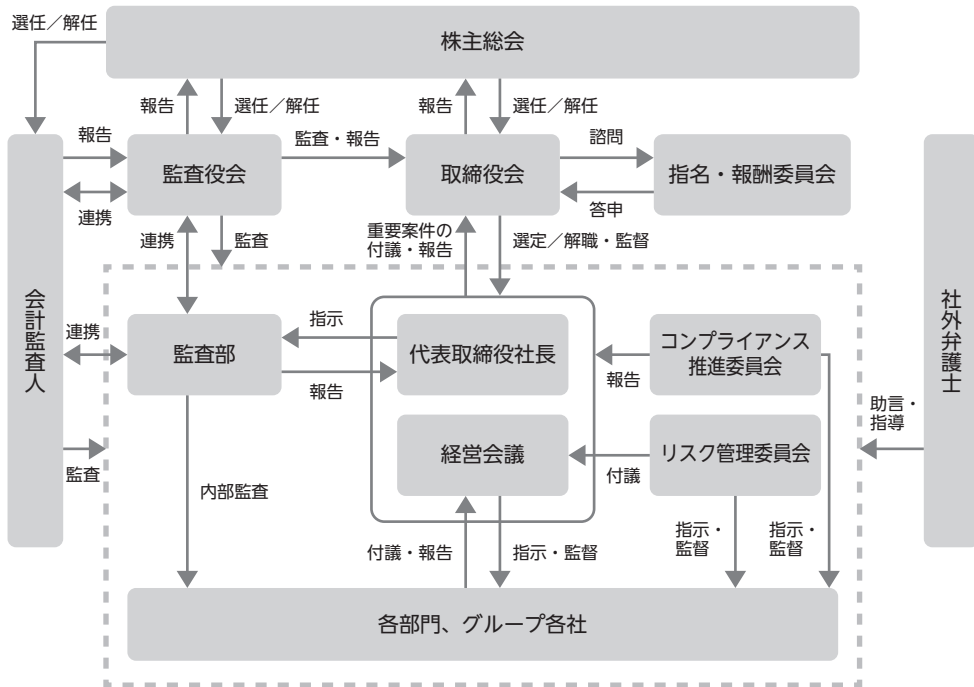 選任／解任
株主総会
報告
選任／解任
報告
選任／解任
報告
監査役会
監査・報告
取締役会
諮問
答申
指名・報酬委員会
連携
連携
監査
重要案件の
付議・報告
選定／解職・監督
会計監査人
社外弁護士
連携
監査部
指示
報告
代表取締役社長
コンプライアンス
推進委員会
報告
助言・
指導
経営会議
付議
リスク管理委員会
監査
内部監査
付議・報告
指示・監督
指示・
監督
指示・
監督
各部門、グループ各社